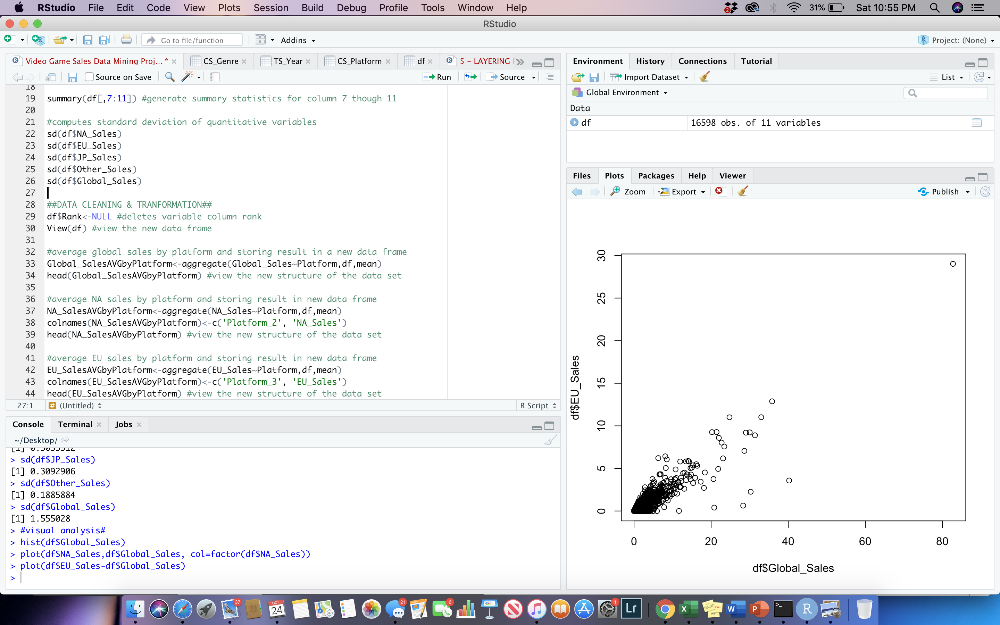 RStudio File Edit Code View Plots Session Build Debug Profile Tools Window Help 2 31% Sat 10:55 PM
RStudio
Go to file/function Addins Project: (None)
Video Game Sales Data Mining Proj...* CS_Genre TS_Year CS_Platform df 5 - LAYERING
Source on Save Run Source
18
19 summary(df[,7:11]) #generate summary statistics for column 7 though 11
20
21 #computes standard deviation of quantitative variables
22 sd(df$NA_Sales)
23 sd(df$EU_Sales)
24 sd(df$JP_Sales)
25 sd(df$Other_Sales)
26 sd(df$Global_Sales)
27
28 ##DATA CLEANING & TRANFORMATION##
29 df$Rank<-NULL #deletes variable column rank
30 View(df) #view the new data frame
31
32 #average global sales by platform and storing result in a new data frame
33 Global_SalesAVGbyPlatform<-aggregate(Global_Sales~Platform,df,mean)
34 head(Global_SalesAVGbyPlatform) #view the new structure of the data set
35
36 #average NA sales by platform and storing result in new data frame
37 NA_SalesAVGbyPlatform<-aggregate(NA_Sales~Platform,df,mean)
38 colnames(NA_SalesAVGbyPlatform)<-c('Platform_2', 'NA_Sales')
39 head(NA_SalesAVGbyPlatform) #view the new structure of the data set
40
41 #average EU sales by platform and storing result in new data frame
42 EU_SalesAVGbyPlatform<-aggregate(EU_Sales~Platform,df,mean)
43 colnames(EU_SalesAVGbyPlatform)<-c('Platform_3', 'EU_Sales')
44 head(EU_SalesAVGbyPlatform) #view the new structure of the data set
27:1 # (Untitled) R Script
Console Terminal Jobs
~/Desktop/
> sd(df$JP_Sales)
[1] 0.3092906
> sd(df$Other_Sales)
[1] 0.1885884
> sd(df$Global_Sales)
[1] 1.555028
> #visual analysis#
> hist(df$Global_Sales)
> plot(df$NA_Sales,df$Global_Sales, col=factor(df$NA_Sales))
> plot(df$EU_Sales~df$Global_Sales)
>
Environment History Connections Tutorial
Import Dataset List
Global Environment
Data
df 16598 obs. of 11 variables
Files Plots Packages Help Viewer
Zoom Export Publish
30
25
20
15
10
5
0
df$EU_Sales
0 20 40 60 80
df$Global_Sales
37 OCT 24 21 6 1 Lr X W P R